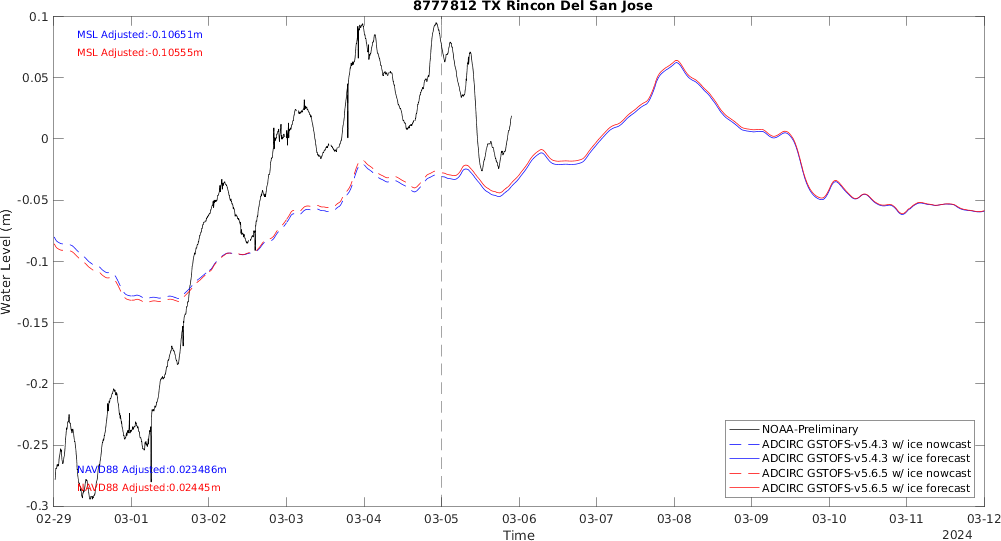 8777812 TX Rincon Del San Jose
MSL Adjusted:-0.10651m
MSL Adjusted:-0.10555m
0.1
0.05
0
-0.05
-0.1
-0.15
-0.2
-0.25
-0.3
Water Level (m)
NAVD88 Adjusted:0.023486m
NAVD88 Adjusted:0.02445m
NOAA-Preliminary
ADCIRC GSTOFS-v5.4.3 w/ ice nowcast
ADCIRC GSTOFS-v5.4.3 w/ ice forecast
ADCIRC GSTOFS-v5.6.5 w/ ice nowcast
ADCIRC GSTOFS-v5.6.5 w/ ice forecast
02-29 03-01 03-02 03-03 03-04 03-05 03-06 03-07 03-08 03-09 03-10 03-11 03-12
Time
2024